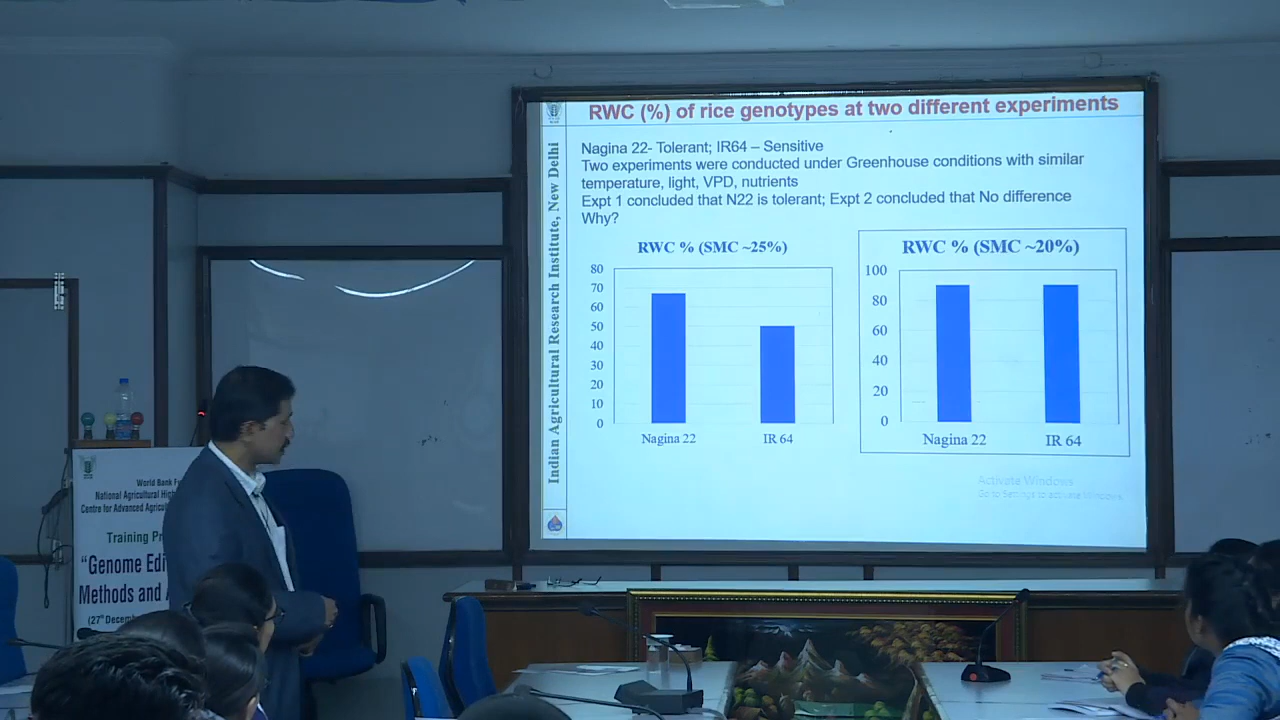 RWC (%) of rice genotypes at two different experiments
Indian Agricultural Research Institute, New Delhi
Nagina 22- Tolerant; IR64 – Sensitive
Two experiments were conducted under Greenhouse conditions with similar
temperature, light, VPD, nutrients
Expt 1 concluded that N22 is tolerant; Expt 2 concluded that No difference
Why?
RWC % (SMC ~25%)
80
70
60
50
40
30
20
10
0
Nagina 22
IR 64
RWC % (SMC ~20%)
100
80
60
40
20
0
Nagina 22
IR 64
Activate Windows
Go to Settings to activate Windows.
World Bank
National Agricultural
Centre for Advanced
Training
"Genome
Methods and
(27th